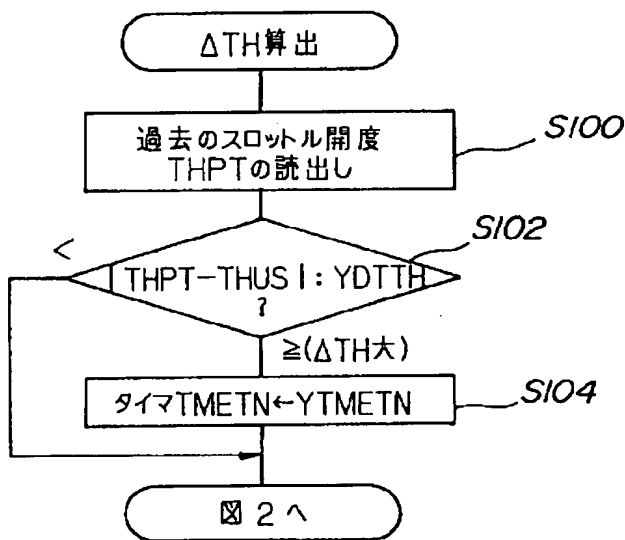 ΔTH算出
過去のスロットル開度
THPTの読出し
S100
S102
<
|THPT-THUS|:YDTTH
?
≧(ΔTH大)
タイマTMETN←YTMETN
S104
図2へ